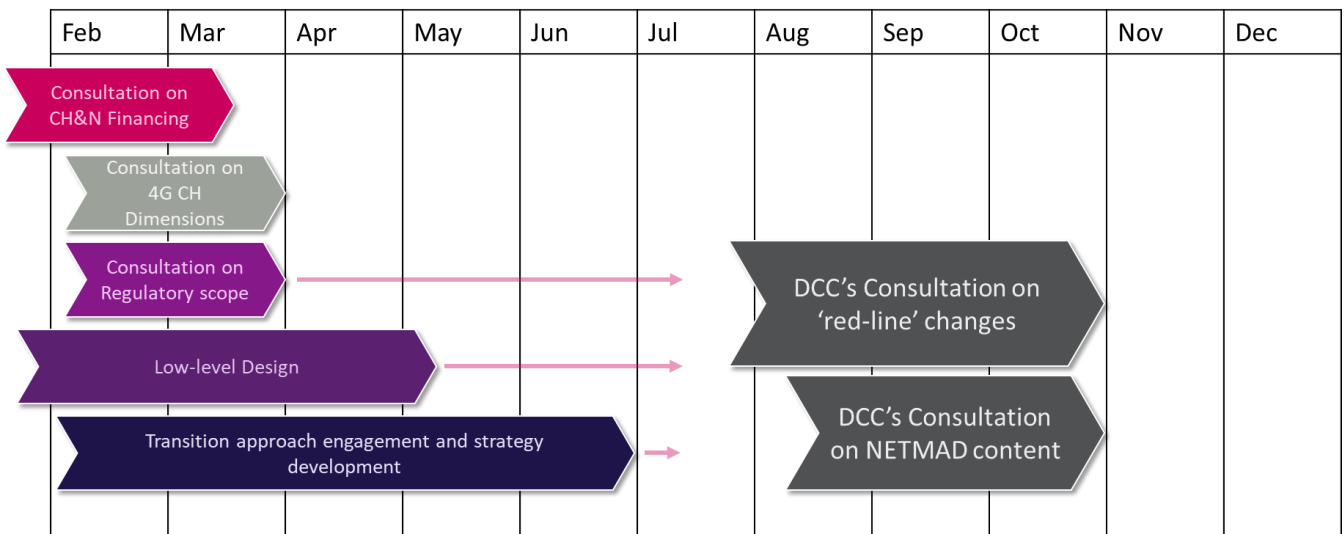 Feb Mar Apr May Jun Jul Aug Sep Oct Nov Dec
Consultation on
CH&N Financing
Consultation on
4G CH
Dimensions
Consultation on
Regulatory scope
DCC’s Consultation on
‘red-line’ changes
Low-level Design
Transition approach engagement and strategy
development
DCC’s Consultation
on NETMAD content